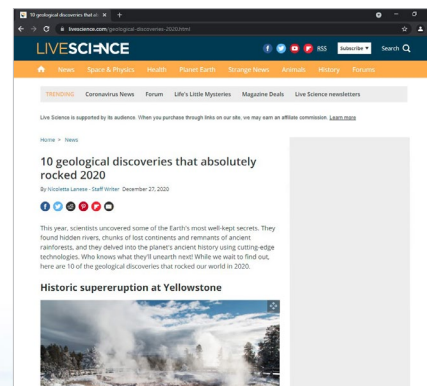 10 geological discoveries that ab
livescience.com/geological-discoveries-2020.html
LIVESCIENCE
RSS
Subscribe ▼
Search
News Space & Physics Health Planet Earth Strange News Animals History Forums
TRENDING Coronavirus News Forum Life's Little Mysteries Magazine Deals Live Science newsletters
Live Science is supported by its audience. When you purchase through links on our site, we may earn an affiliate commission. Learn more
Home > News
10 geological discoveries that absolutely
rocked 2020
By Nicoletta Lanese - Staff Writer December 27, 2020
This year, scientists uncovered some of the Earth's most well-kept secrets. They
found hidden rivers, chunks of lost continents and remnants of ancient
rainforests, and they delved into the planet's ancient history using cutting-edge
technologies. Who knows what they'll unearth next! While we wait to find out,
here are 10 of the geological discoveries that rocked our world in 2020.
Historic supereruption at Yellowstone